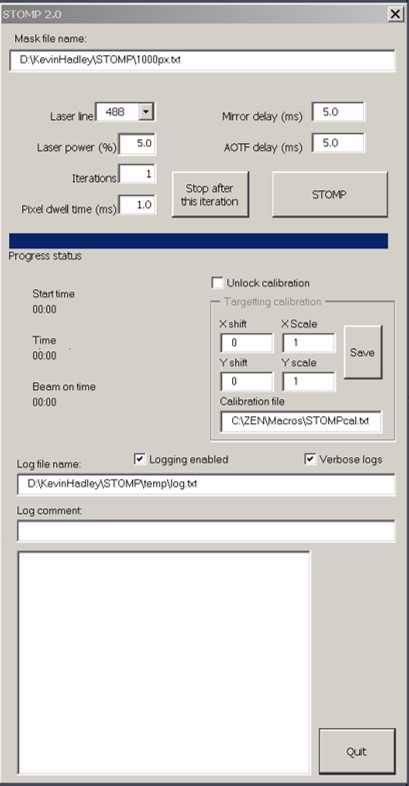 STOMP 2.0
Mask file name:
D:\KevinHadley\STOMP\1000px.txt
Laser line 488
Mirror delay (ms) 5.0
Laser power (%) 5.0
AOTF delay (ms) 5.0
Iterations 1
Pixel dwell time (ms) 1.0
Stop after
this iteration
STOMP
Progress status
Start time
00:00
Time
00:00
Beam on time
00:00
Unlock calibration
Targetting calibration
X shift X Scale
0 1
Y shift Y scale
0 1
Save
Calibration file
C:\ZEN\Macros\STOMPcal.txt
Log file name: Logging enabled Verbose logs
D:\KevinHadley\STOMP\temp\log.txt
Log comment
Quit